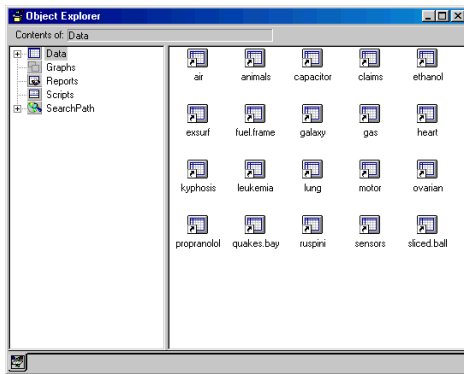 Object Explorer
Contents of: Data
Data
Graphs
Reports
Scripts
SearchPath
air animals capacitor claims ethanol
exsurf fuel.frame galaxy gas heart
kyphosis leukemia lung motor ovarian
propranolol quakes.bay ruspini sensors sliced.ball